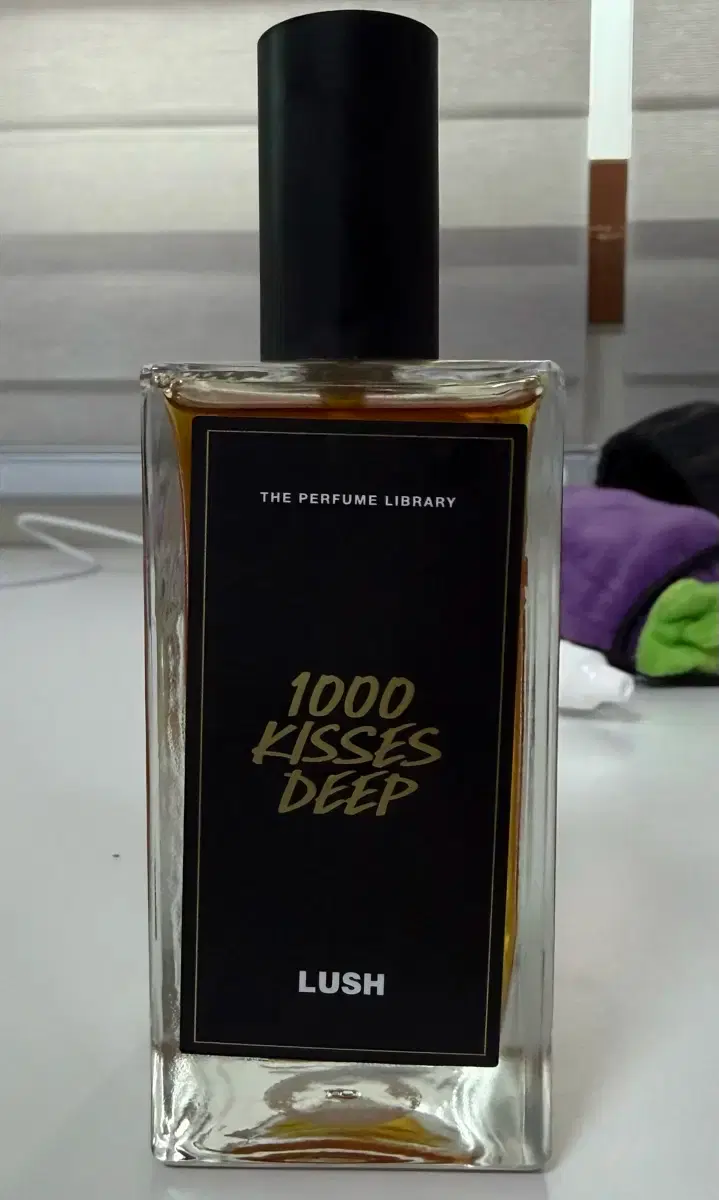 THE PERFUME LIBRARY
1000
KISSES
DEEP
LUSH